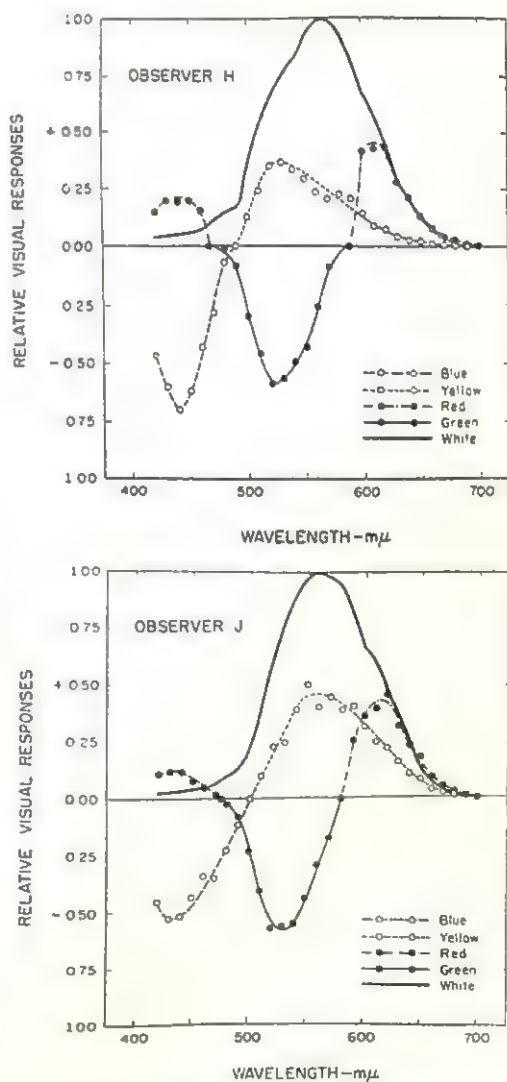 RELATIVE VISUAL RESPONSES
1.00
0.75
+ 0.50
0.25
0.00
0.25
- 0.50
0.75
1.00
OBSERVER H
Blue
Yellow
Red
Green
White
400 500 600 700
WAVELENGTH-mμ
RELATIVE VISUAL RESPONSES
1.00
0.75
+ 0.50
0.25
0.00
0.25
- 0.50
0.75
1.00
OBSERVER J
Blue
Yellow
Red
Green
White
400 500 600 700
WAVELENGTH-mμ